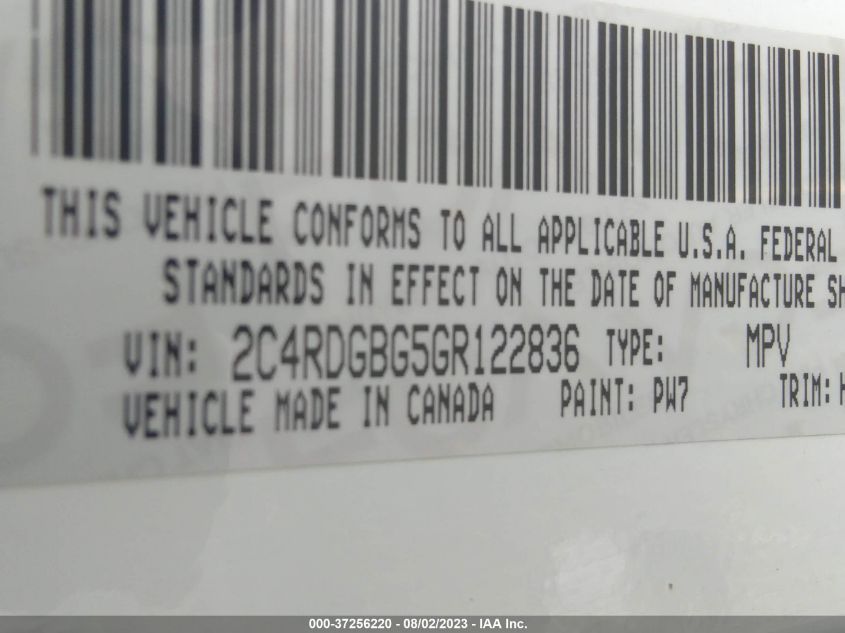 THIS VEHICLE CONFORMS TO ALL APPLICABLE U.S.A. FEDERAL
STANDARDS IN EFFECT ON THE DATE OF MANUFACTURE SH
VIN: 2C4RDGBG5GR122836 TYPE: MPV
VEHICLE MADE IN CANADA PAINT: PW7 TRIM: H
000-37256220 - 08/02/2023 - IAA Inc.